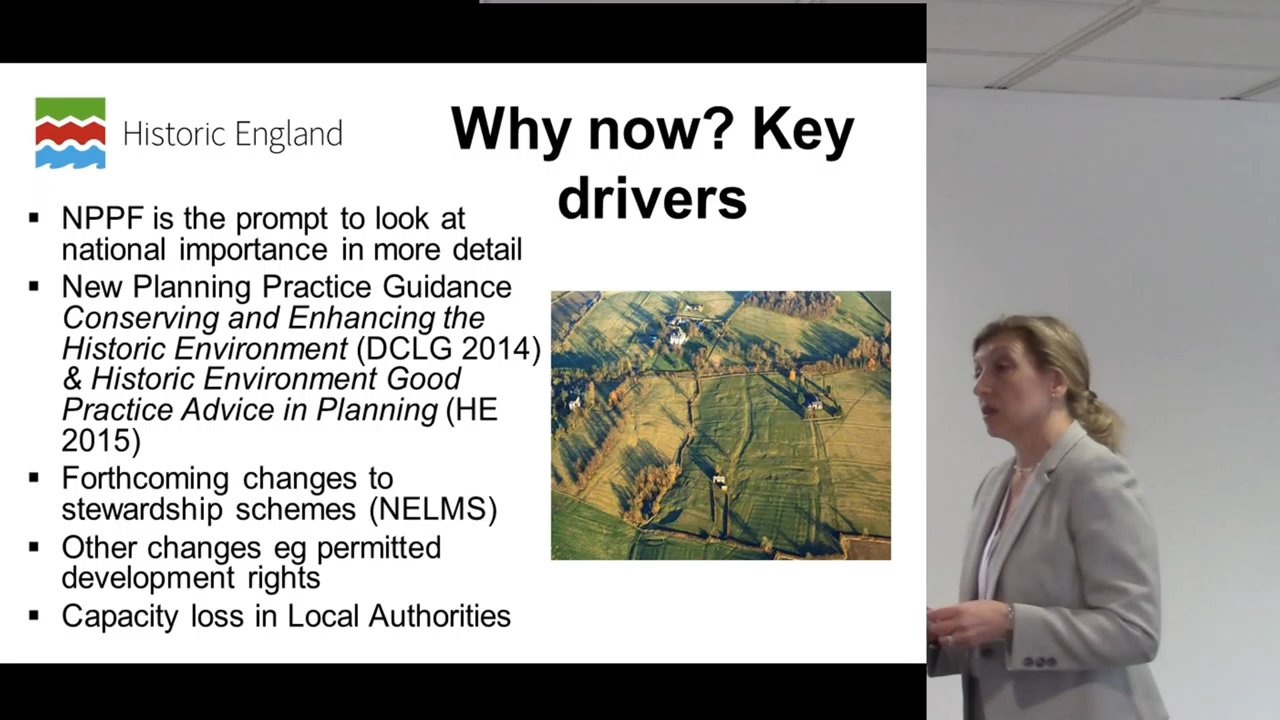 Historic England
Why now? Key
drivers
▪ NPPF is the prompt to look at
national importance in more detail
▪ New Planning Practice Guidance
Conserving and Enhancing the
Historic Environment (DCLG 2014)
& Historic Environment Good
Practice Advice in Planning (HE
2015)
▪ Forthcoming changes to
stewardship schemes (NELMS)
▪ Other changes eg permitted
development rights
▪ Capacity loss in Local Authorities